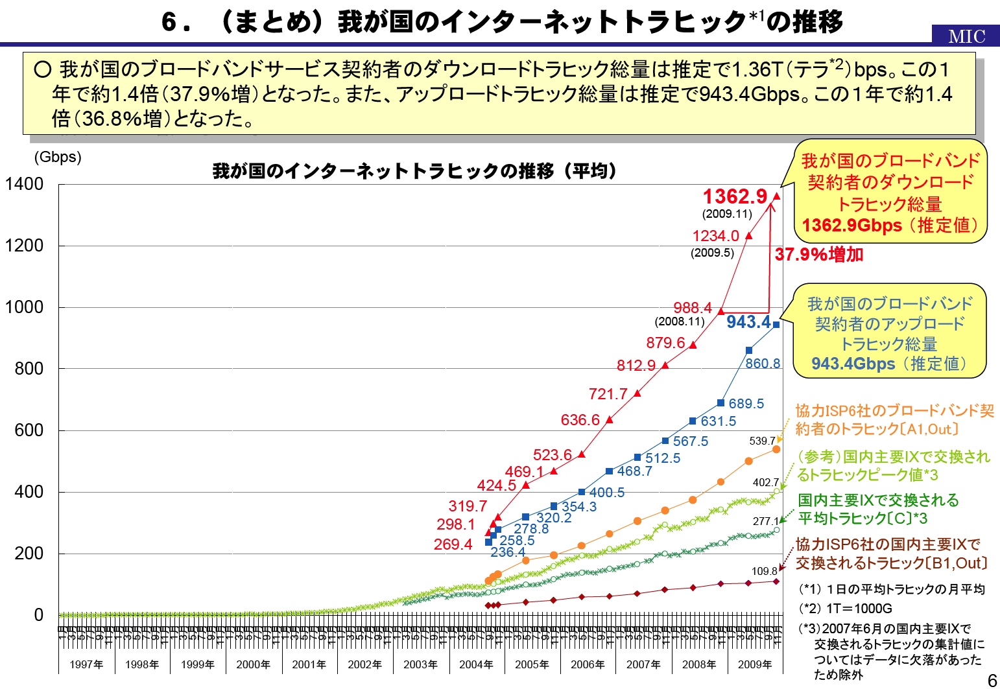 ６．（まとめ）我が国のインターネットトラヒック*1の推移
MIC
○ 我が国のブロードバンドサービス契約者のダウンロードトラヒック総量は推定で1.36T（テラ*2）bps。この１
年で約1.4倍（37.9％増）となった。また、アップロードトラヒック総量は推定で943.4Gbps。この１年で約1.4
倍（36.8％増）となった。
(Gbps)
我が国のインターネットトラヒックの推移（平均）
1400
1200
1000
800
600
400
200
0
1362.9
(2009.11)
1234.0
(2009.5)
37.9％増加
988.4
(2008.11)
879.6
812.9
721.7
636.6
523.6
469.1
424.5
319.7
298.1
269.4
943.4
860.8
689.5
631.5
567.5
512.5
468.7
400.5
354.3
320.2
278.8
258.5
236.4
539.7
402.7
277.1
109.8
我が国のブロードバンド
契約者のダウンロード
トラヒック総量
1362.9Gbps（推定値）
我が国のブロードバンド
契約者のアップロード
トラヒック総量
943.4Gbps（推定値）
協力ISP6社のブロードバンド契
約者のトラヒック〔A1,Out〕
（参考）国内主要IXで交換され
るトラヒックピーク値*3
国内主要IXで交換される
平均トラヒック〔C〕*3
協力ISP6社の国内主要IXで
交換されるトラヒック〔B1,Out〕
（*1）１日の平均トラヒックの月平均
（*2）1T＝1000G
（*3）2007年6月の国内主要IXで
交換されるトラヒックの集計値に
ついてはデータに欠落があった
ため除外
1997年 1998年 1999年 2000年 2001年 2002年 2003年 2004年 2005年 2006年 2007年 2008年 2009年
6